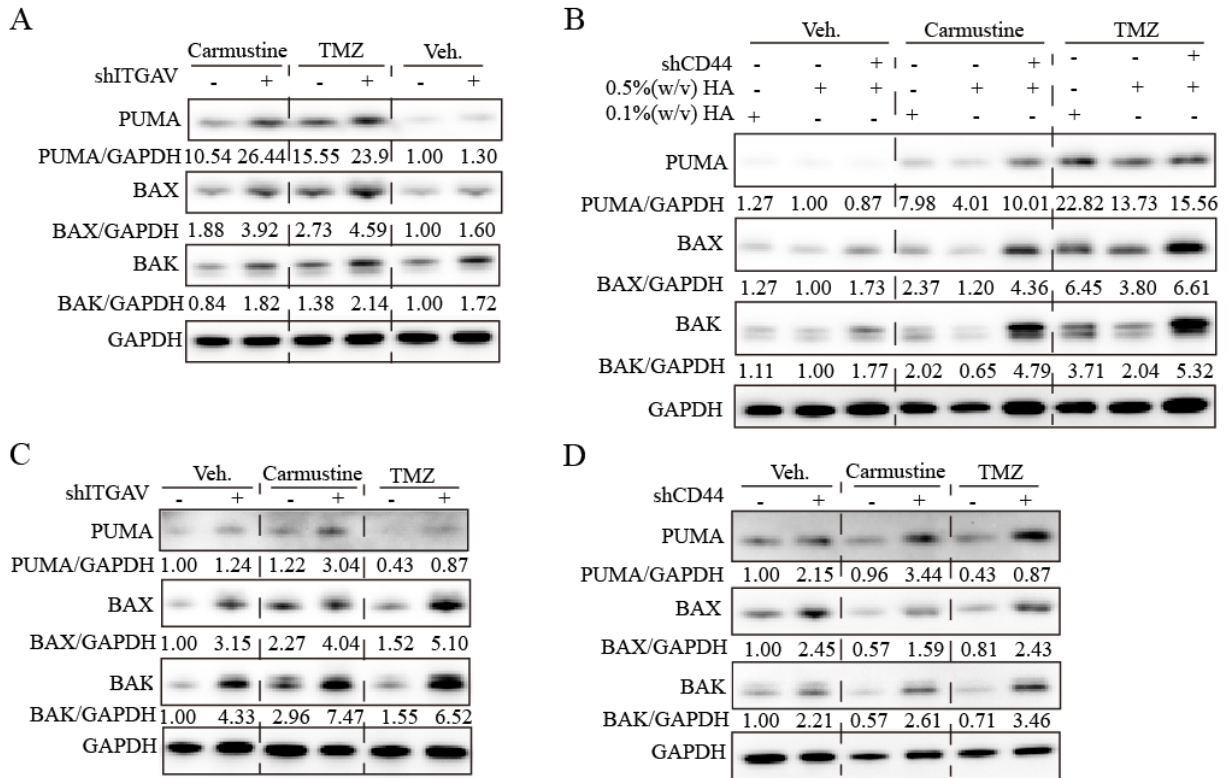 A
Carmustine TMZ Veh.
shITGAV - + - + - +
PUMA
PUMA/GAPDH 10.54 26.44 15.55 23.9 1.00 1.30
BAX
BAX/GAPDH 1.88 3.92 2.73 4.59 1.00 1.60
BAK
BAK/GAPDH 0.84 1.82 1.38 2.14 1.00 1.72
GAPDH
B
Veh. Carmustine TMZ
shCD44 - - + - - + - - +
0.5%(w/v) HA - + + - + + - + +
0.1%(w/v) HA + - - + - - + - -
PUMA
PUMA/GAPDH 1.27 1.00 0.87 7.98 4.01 10.01 22.82 13.73 15.56
BAX
BAX/GAPDH 1.27 1.00 1.73 2.37 1.20 4.36 6.45 3.80 6.61
BAK
BAK/GAPDH 1.11 1.00 1.77 2.02 0.65 4.79 3.71 2.04 5.32
GAPDH
C
Veh. Carmustine TMZ
shITGAV - + - + - +
PUMA
PUMA/GAPDH 1.00 1.24 1.22 3.04 0.43 0.87
BAX
BAX/GAPDH 1.00 3.15 2.27 4.04 1.52 5.10
BAK
BAK/GAPDH 1.00 4.33 2.96 7.47 1.55 6.52
GAPDH
D
Veh. Carmustine TMZ
shCD44 - + - + - +
PUMA
PUMA/GAPDH 1.00 2.15 0.96 3.44 0.43 0.87
BAX
BAX/GAPDH 1.00 2.45 0.57 1.59 0.81 2.43
BAK
BAK/GAPDH 1.00 2.21 0.57 2.61 0.71 3.46
GAPDH